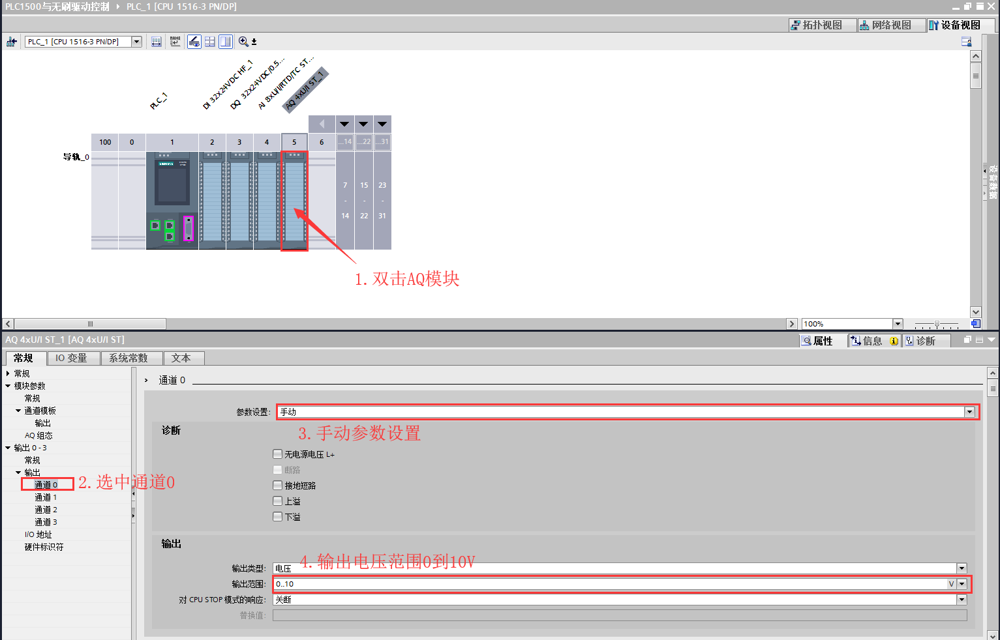 PLC1500与无刷驱动控制 ▸ PLC_1 [CPU 1516-3 PN/DP]
拓扑视图
网络视图
设备视图
PLC_1 [CPU 1516-3 PN/DP]
PLC_1
DI 32x24VDC HF_1
DQ 32x24VDC/0.5...
AI 8xU/I/RTD/TC ST...
AQ 4xU/I ST_1
100 0 1 2 3 4 5 6 ...14 ...22 ...31
导轨_0
SIEMENS
7 15 23
- - -
14 22 31
设备数据
1.双击AQ模块
100%
AQ 4xU/I ST_1 [AQ 4xU/I ST]
属性
信息
诊断
常规
IO 变量
系统常数
文本
常规
模块参数
常规
通道模板
输出
AQ 组态
输出 0 - 3
常规
输出
通道 0
2.选中通道0
通道 1
通道 2
通道 3
I/O 地址
硬件标识符
通道 0
参数设置: 手动
诊断
3.手动参数设置
无电源电压 L+
断路
接地短路
上溢
下溢
输出
4.输出电压范围0到10V
输出类型: 电压
输出范围: 0..10 V
对 CPU STOP 模式的响应: 关断
替换值: